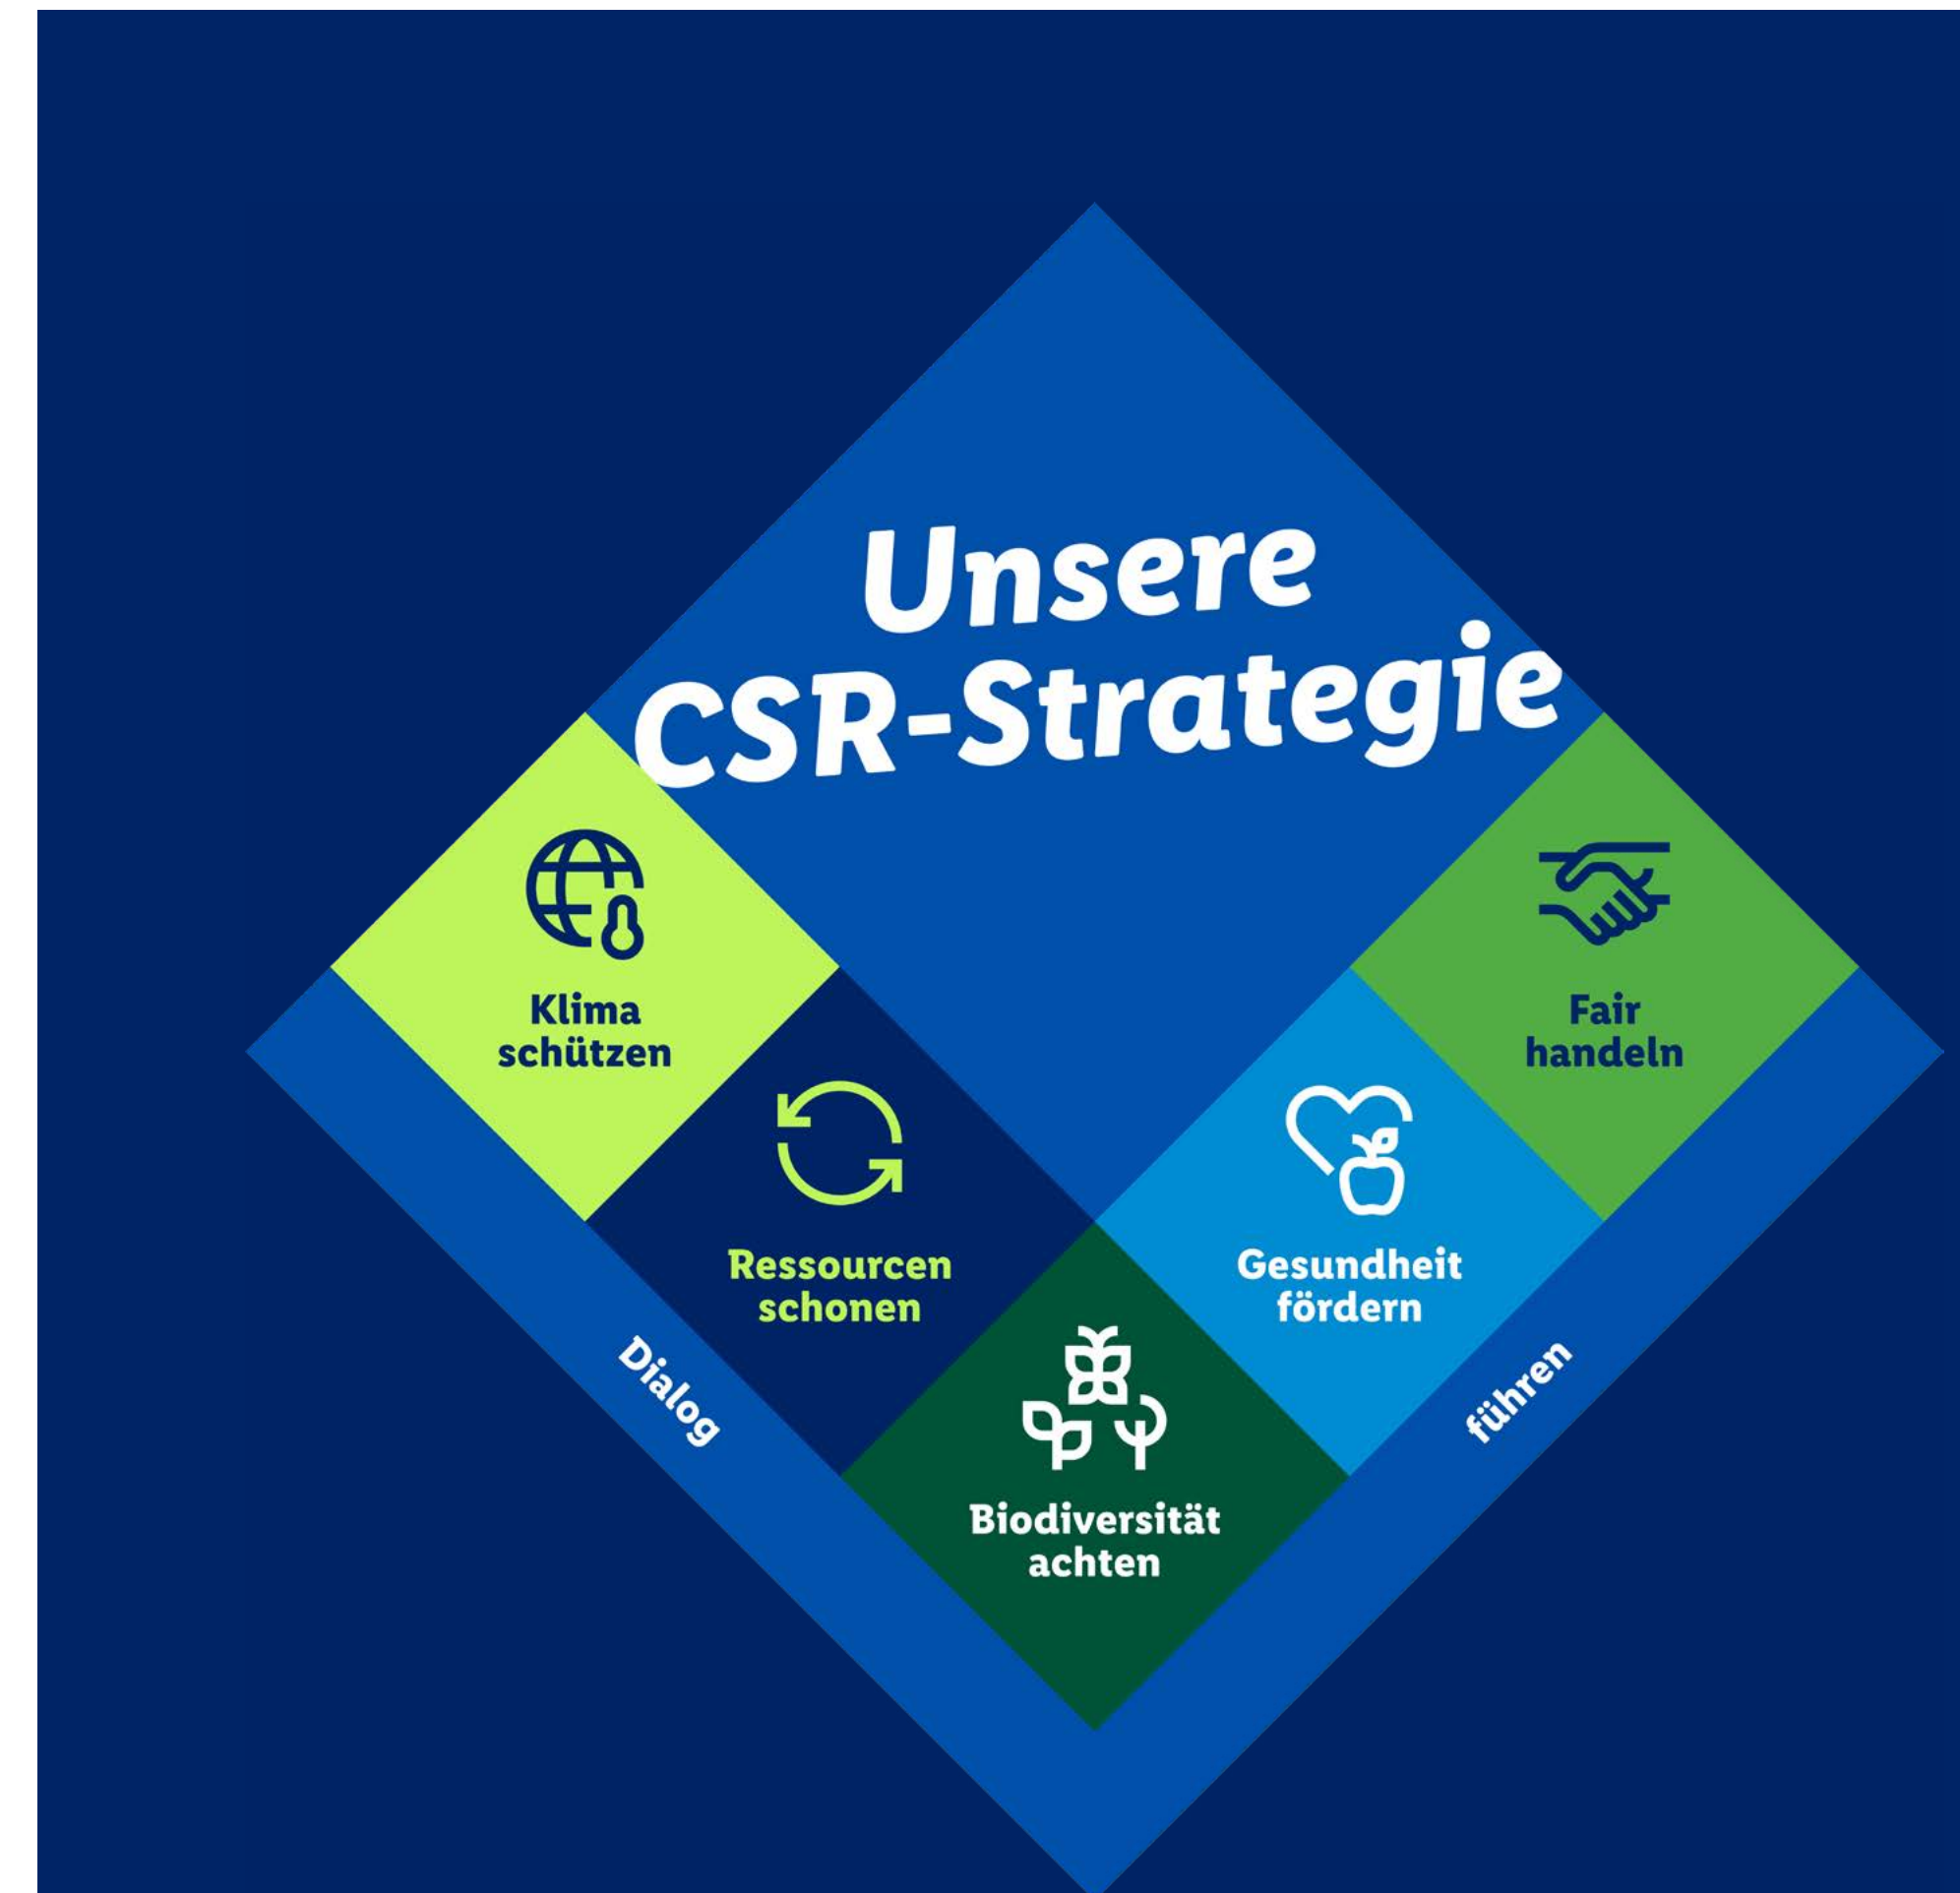 Unsere
CSR-Strategie
Klima
schützen
Fair
handeln
Ressourcen
schonen
Gesundheit
fördern
Biodiversität
achten
Dialog
führen